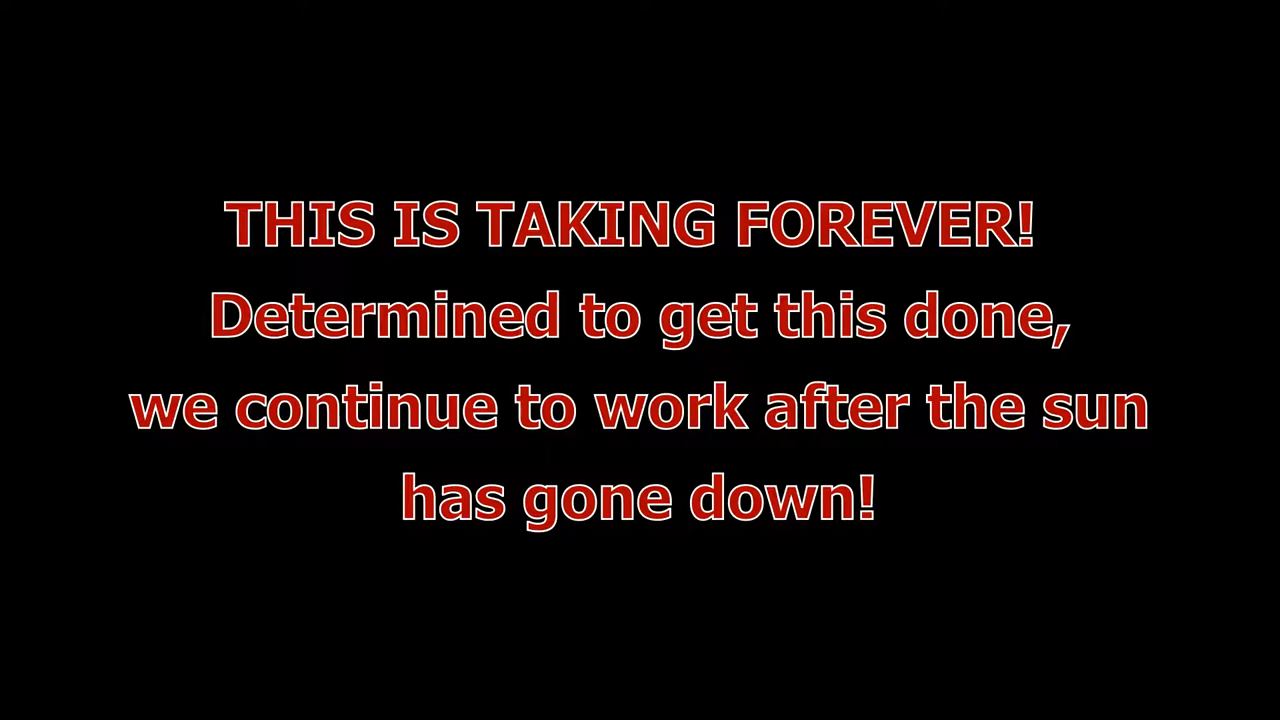 THIS IS TAKING FOREVER!
Determined to get this done,
we continue to work after the sun
has gone down!